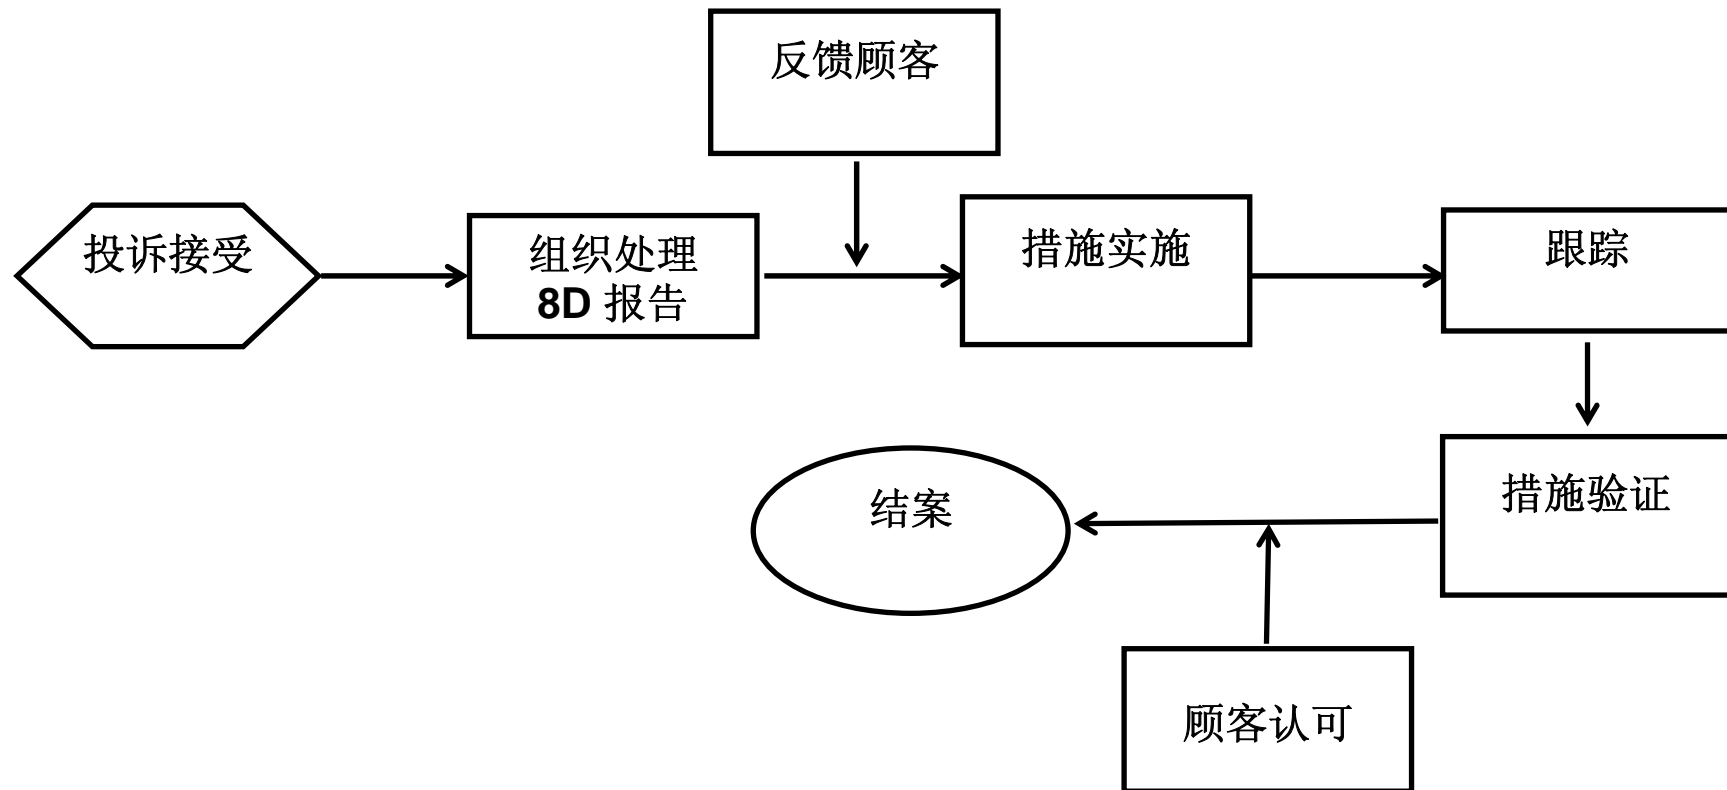 反馈顾客
投诉接受
组织处理
8D 报告
措施实施
跟踪
结案
措施验证
顾客认可